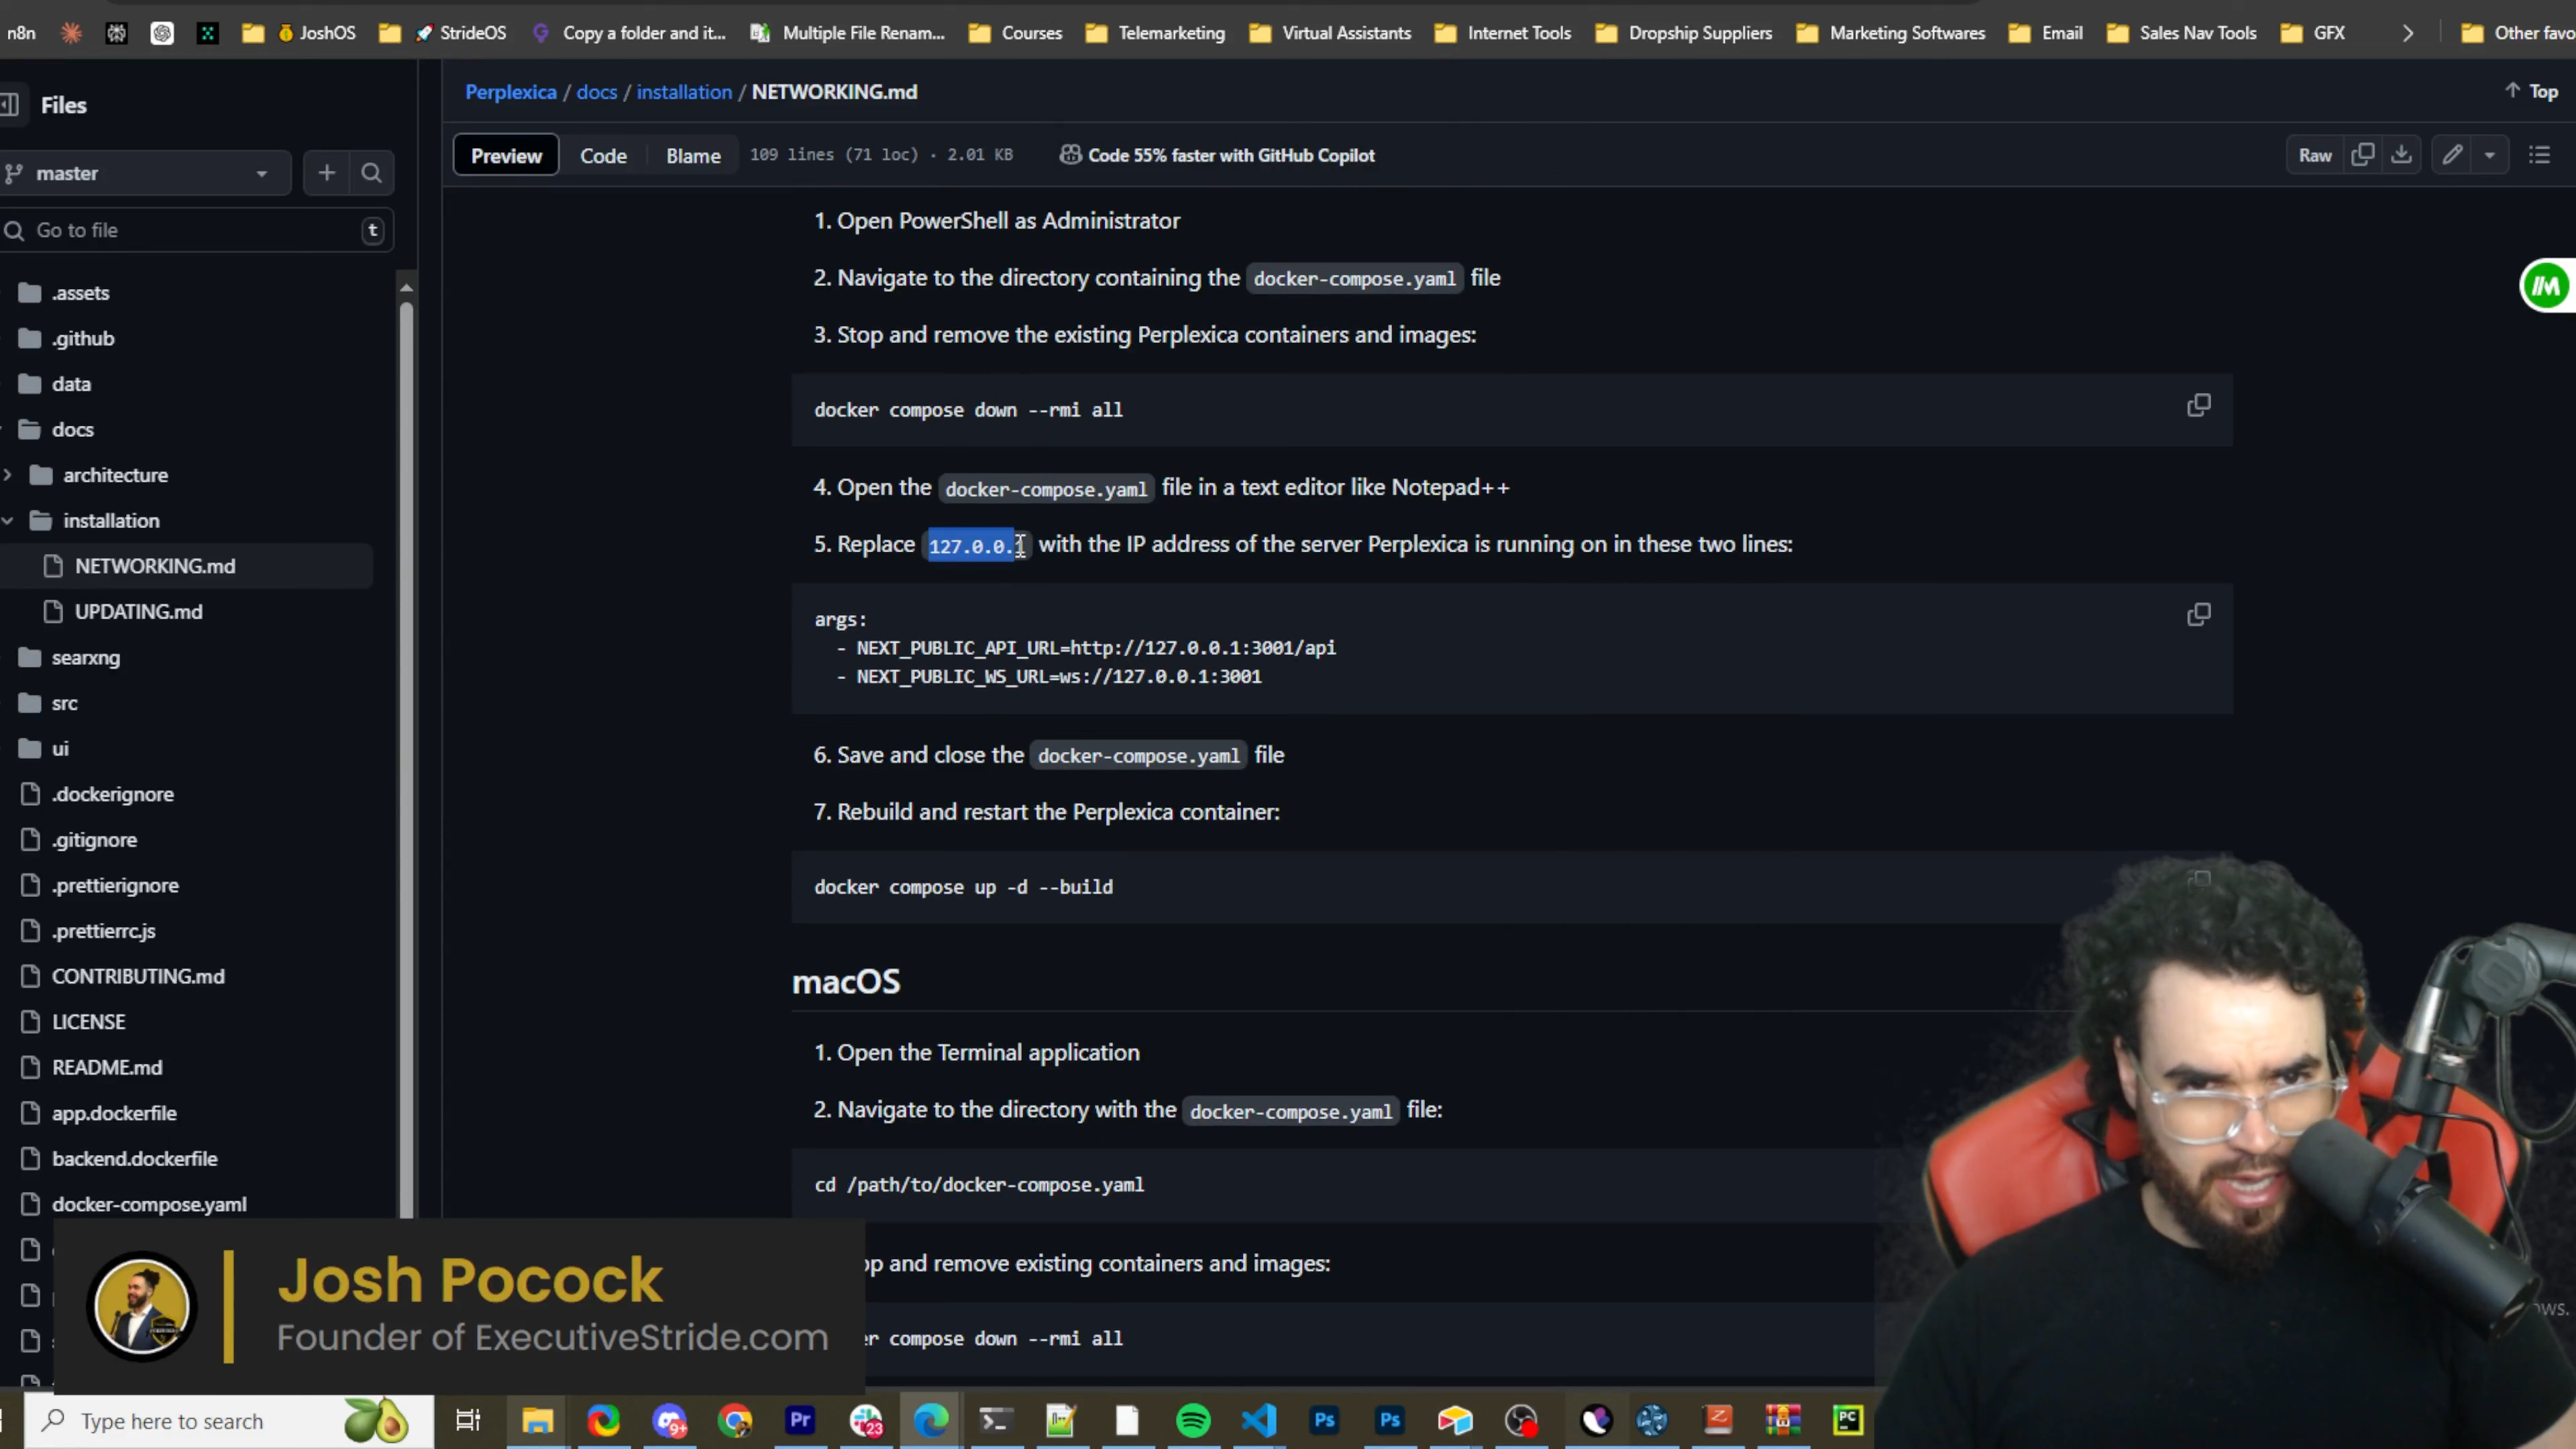 n8n JoshOS StrideOS Copy a folder and it... Multiple File Renam... Courses Telemarketing Virtual Assistants Internet Tools Dropship Suppliers Marketing Softwares Email Sales Nav Tools GFX Other favo
Files
master
Go to file t
.assets
.github
data
docs
architecture
installation
NETWORKING.md
UPDATING.md
searxng
src
ui
.dockerignore
.gitignore
.prettierignore
.prettierrc.js
CONTRIBUTING.md
LICENSE
README.md
app.dockerfile
backend.dockerfile
docker-compose.yaml
Perplexica / docs / installation / NETWORKING.md
Top
Preview Code Blame 109 lines (71 loc) · 2.01 KB Code 55% faster with GitHub Copilot Raw
1. Open PowerShell as Administrator
2. Navigate to the directory containing the docker-compose.yaml file
3. Stop and remove the existing Perplexica containers and images:
docker compose down --rmi all
4. Open the docker-compose.yaml file in a text editor like Notepad++
5. Replace 127.0.0.1 with the IP address of the server Perplexica is running on in these two lines:
args:
- NEXT_PUBLIC_API_URL=http://127.0.0.1:3001/api
- NEXT_PUBLIC_WS_URL=ws://127.0.0.1:3001
6. Save and close the docker-compose.yaml file
7. Rebuild and restart the Perplexica container:
docker compose up -d --build
macOS
1. Open the Terminal application
2. Navigate to the directory with the docker-compose.yaml file:
cd /path/to/docker-compose.yaml
op and remove existing containers and images:
er compose down --rmi all
Josh Pocock
Founder of ExecutiveStride.com
Type here to search
9+
Pr
23
Ps
Ps
Z
PC
ows.